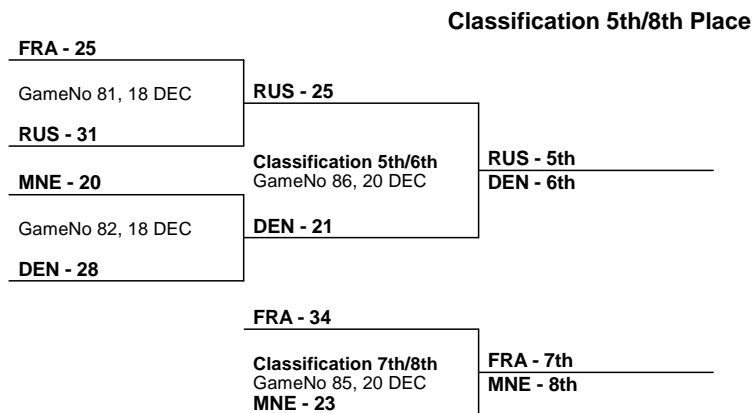 Classification 5th/8th Place
FRA - 25
GameNo 81, 18 DEC
RUS - 31
RUS - 25
MNE - 20
GameNo 82, 18 DEC
DEN - 28
Classification 5th/6th
GameNo 86, 20 DEC
DEN - 21
RUS - 5th
DEN - 6th
FRA - 34
Classification 7th/8th
GameNo 85, 20 DEC
MNE - 23
FRA - 7th
MNE - 8th